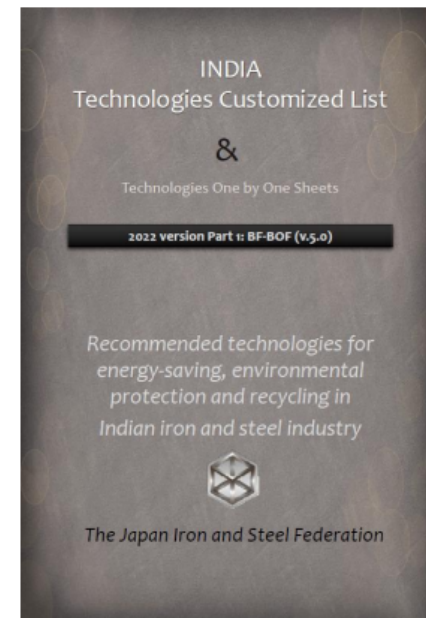 INDIA
Technologies Customized List
&
Technologies One by One Sheets
2022 version Part 1: BF-BOF (v.5.0)
Recommended technologies for
energy-saving, environmental
protection and recycling in
Indian iron and steel industry
The Japan Iron and Steel Federation